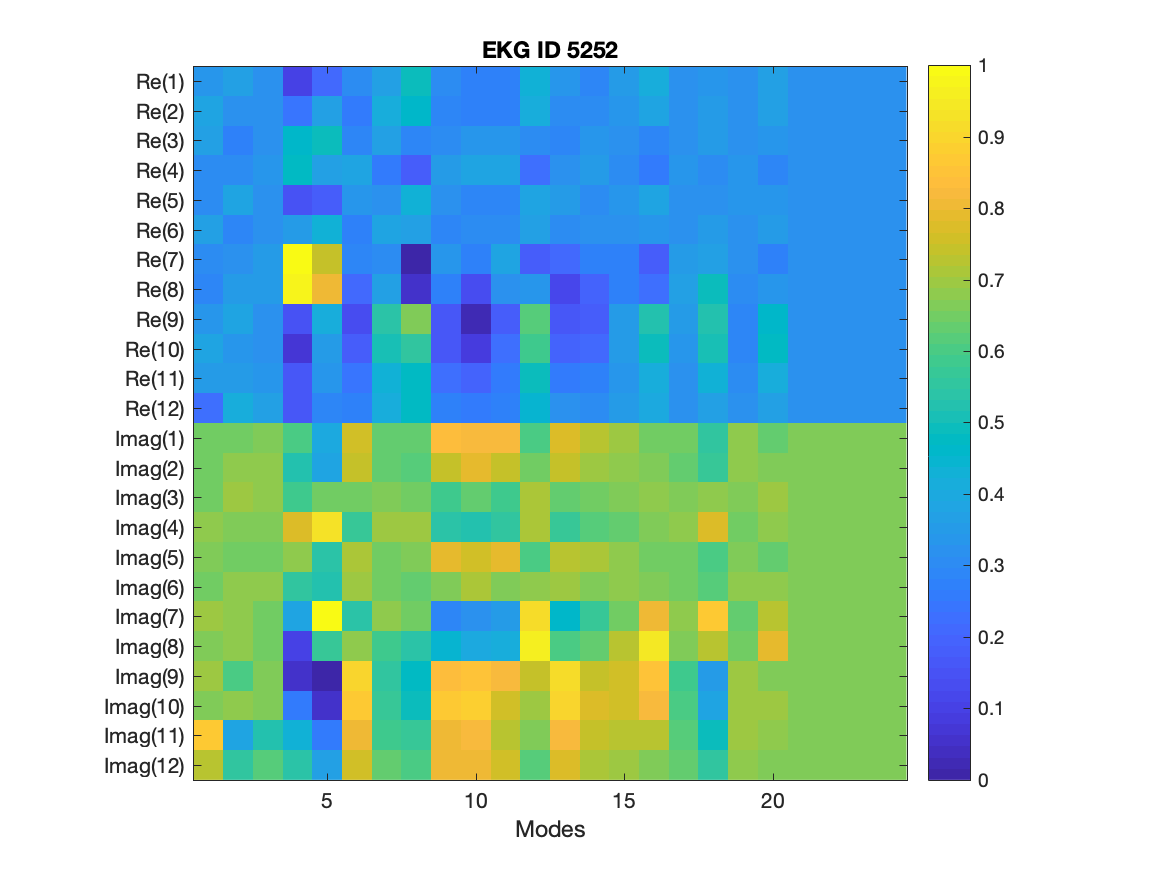 EKG ID 5252
Re(1)
Re(2)
Re(3)
Re(4)
Re(5)
Re(6)
Re(7)
Re(8)
Re(9)
Re(10)
Re(11)
Re(12)
Imag(1)
Imag(2)
Imag(3)
Imag(4)
Imag(5)
Imag(6)
Imag(7)
Imag(8)
Imag(9)
Imag(10)
Imag(11)
Imag(12)
5 10 15 20
Modes
1
0.9
0.8
0.7
0.6
0.5
0.4
0.3
0.2
0.1
0